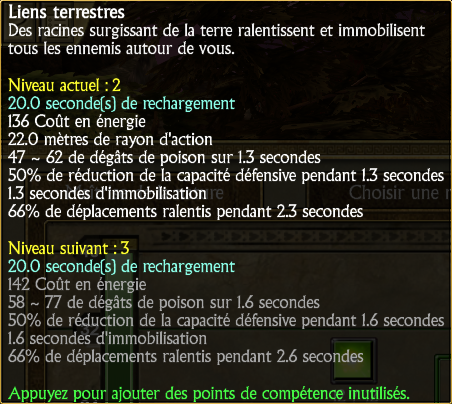 Liens terrestres
Des racines surgissant de la terre ralentissent et immobilisent
tous les ennemis autour de vous.
Niveau actuel : 2
20.0 seconde(s) de rechargement
136 Coût en énergie
22.0 mètres de rayon d'action
47 ~ 62 de dégâts de poison sur 1.3 secondes
50% de réduction de la capacité défensive pendant 1.3 secondes
1.3 secondes d'immobilisation
66% de déplacements ralentis pendant 2.3 secondes
Choisir une
Niveau suivant : 3
20.0 seconde(s) de rechargement
142 Coût en énergie
58 ~ 77 de dégâts de poison sur 1.6 secondes
50% de réduction de la capacité défensive pendant 1.6 secondes
1.6 secondes d'immobilisation
66% de déplacements ralentis pendant 2.6 secondes
Appuyez pour ajouter des points de compétence inutilisés.